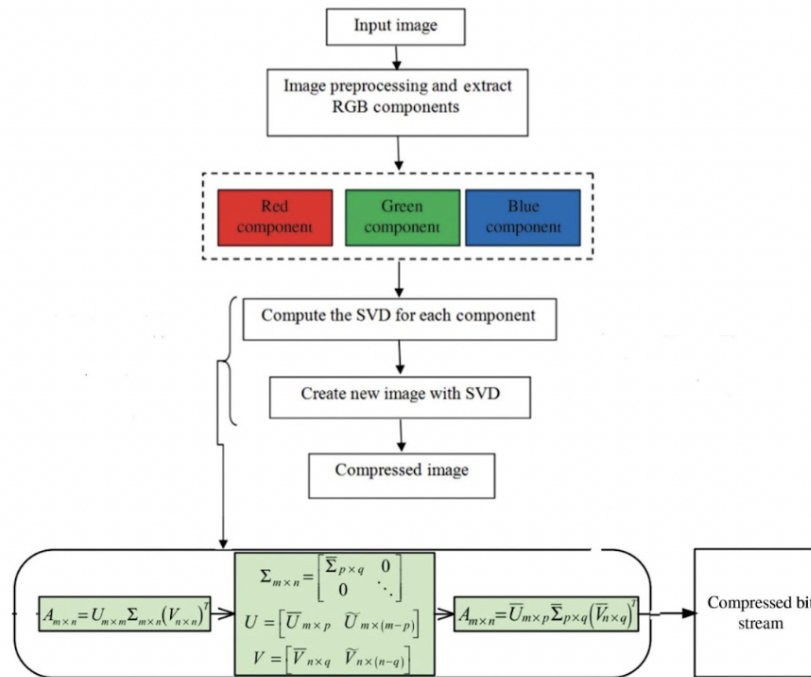 Input image
Image preprocessing and extract
RGB components
Red
component
Green
component
Blue
component
Compute the SVD for each component
Create new image with SVD
Compressed image
A_{m×n}=U_{m×m}Σ_{m×n}(V_{n×n})^T
Σ_{m×n}=[Σ̅_{p×q} 0
0 ⋱]
U=[U̅_{m×p} Ũ_{m×(m-p)}]
V=[V̅_{n×q} Ṽ_{n×(n-q)}]
A_{m×n}=U̅_{m×p}Σ̅_{p×q}(V̅_{n×q})^T
Compressed bit
stream